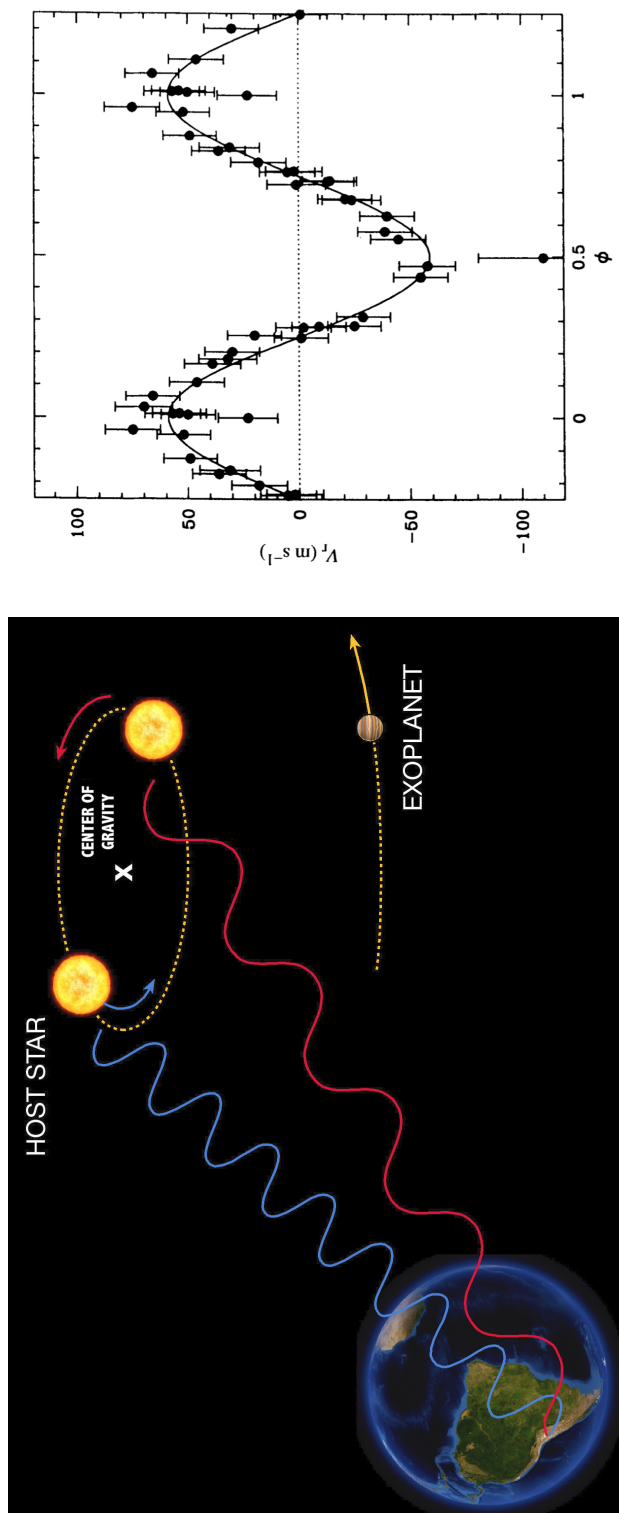 HOST STAR
CENTER OF
GRAVITY
X
EXOPLANET
100
50
0
-50
-100
V_r (m s⁻¹)
0
0.5
1
ϕ